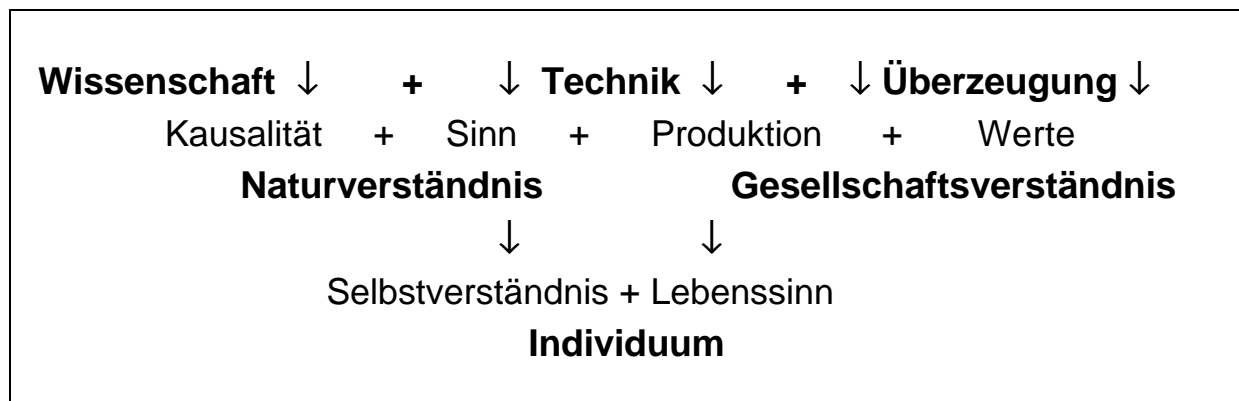 Wissenschaft ↓ + ↓ Technik ↓ + ↓ Überzeugung ↓
Kausalität + Sinn + Produktion + Werte
Naturverständnis Gesellschaftsverständnis
↓ ↓
Selbstverständnis + Lebenssinn
Individuum